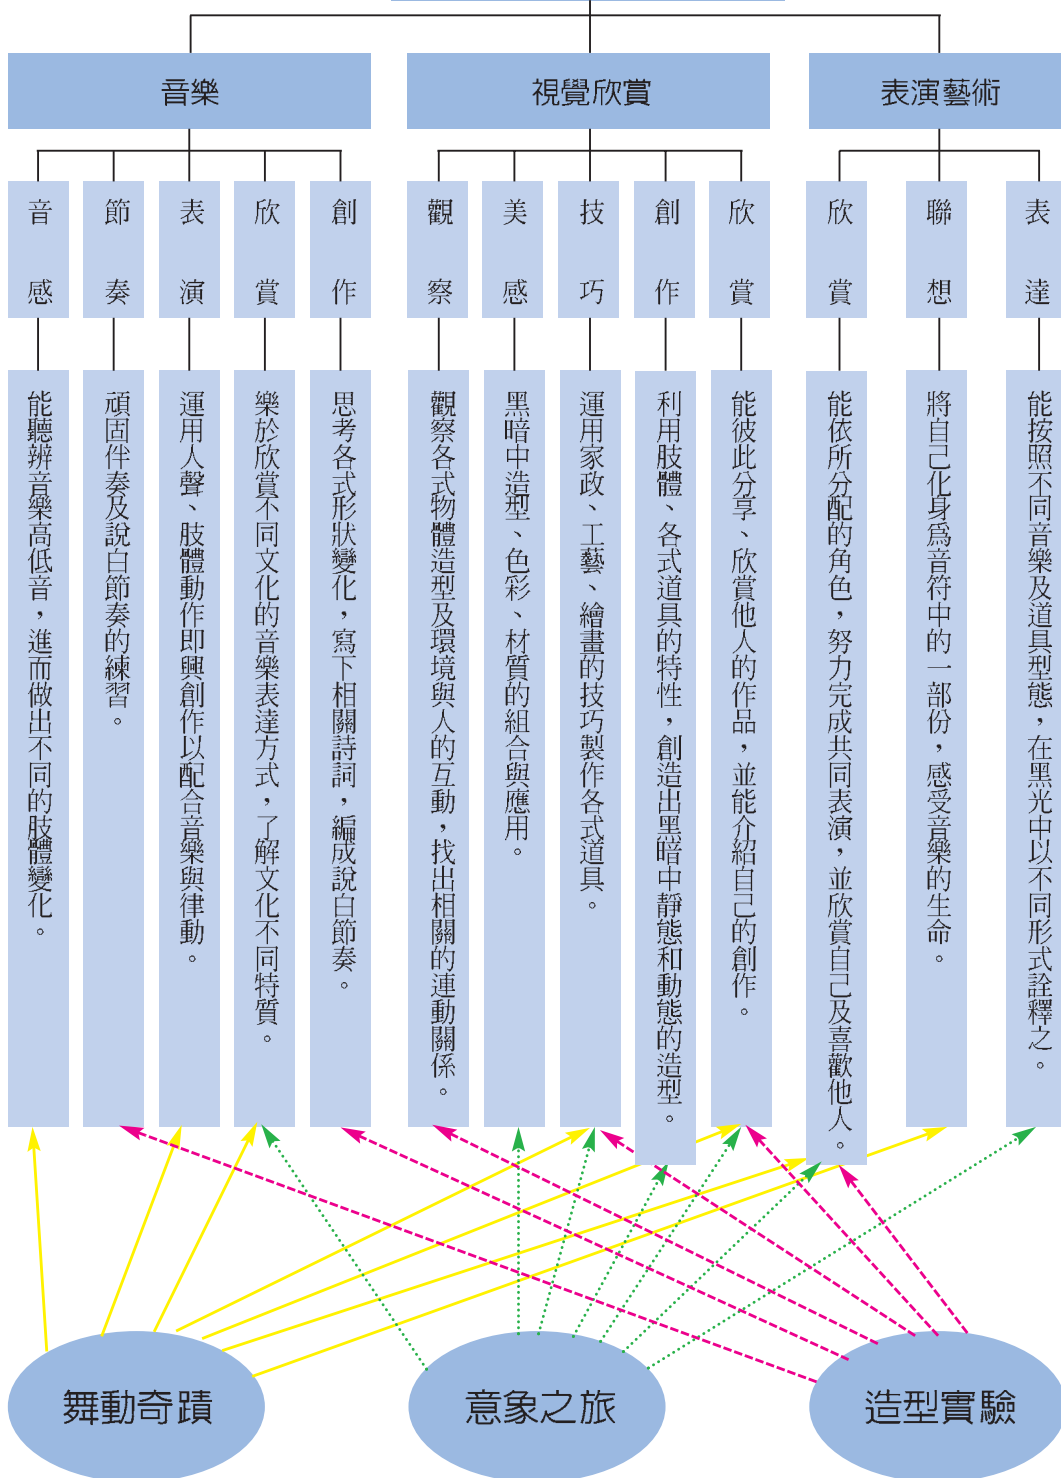 音樂
視覺欣賞
表演藝術
音感
節奏
表演
欣賞
創作
觀察
美感
技巧
創作
欣賞
欣賞
聯想
表達
能聽辨音樂高低音，進而做出不同的肢體變化。
頑固伴奏及說白節奏的練習。
運用人聲、肢體動作即興創作以配合音樂與律動。
樂於欣賞不同文化的音樂表達方式，了解文化不同特質。
思考各式形狀變化，寫下相關詩詞，編成說白節奏。
觀察各式物體造型及環境與人的互動，找出相關的連動關係。
黑暗中造型、色彩、材質的組合與應用。
運用家政、工藝、繪畫的技巧製作各式道具。
利用肢體、各式道具的特性，創造出黑暗中靜態和動態的造型。
能彼此分享、欣賞他人的作品，並能介紹自己的創作。
能依所分配的角色，努力完成共同表演，並欣賞自己及喜歡他人。
將自己化身爲音符中的一部份，感受音樂的生命。
能按照不同音樂及道具型態，在黑光中以不同形式詮釋之。
舞動奇蹟
意象之旅
造型實驗